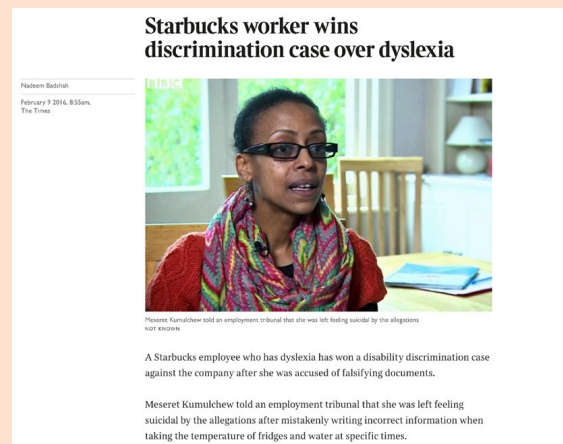 Starbucks worker wins
discrimination case over dyslexia
Nadeem Badshah
February 9 2016, 8:55am,
The Times
BBC
Meseret Kumulchew told an employment tribunal that she was left feeling suicidal by the allegations
NOT KNOWN
A Starbucks employee who has dyslexia has won a disability discrimination case
against the company after she was accused of falsifying documents.
Meseret Kumulchew told an employment tribunal that she was left feeling
suicidal by the allegations after mistakenly writing incorrect information when
taking the temperature of fridges and water at specific times.